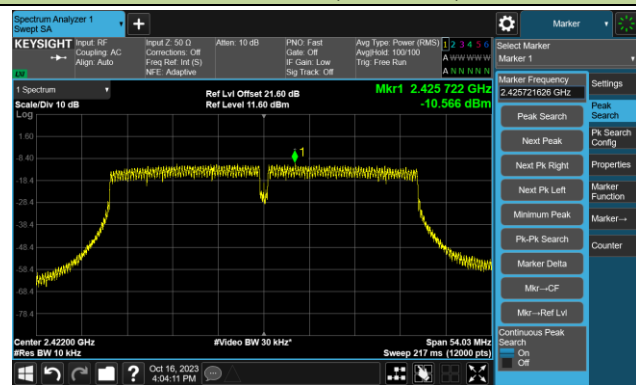 Spectrum Analyzer 1
Swept SA
Marker
KEYSIGHT
Input: RF
Coupling: AC
Align: Auto
Input Z: 50 Ω
Corrections: Off
Freq Ref: Int (S)
NFE: Adaptive
Atten: 10 dB
PNO: Fast
Gate: Off
IF Gain: Low
Sig Track: Off
Avg Type: Power (RMS)
Avg|Hold: 100/100
Trig: Free Run
1 2 3 4 5 6
A W W W W W
A N N N N N
LW
Select Marker
Marker 1
1 Spectrum
Scale/Div 10 dB
Log
Ref Lvl Offset 21.60 dB
Ref Level 11.60 dBm
Mkr1 2.425 722 GHz
-10.566 dBm
1.60
-8.40
-18.4
-28.4
-38.4
-48.4
-58.4
-68.4
-78.4
1
Center 2.42200 GHz
#Res BW 10 kHz
#Video BW 30 kHz*
Span 54.03 MHz
Sweep 217 ms (12000 pts)
Marker Frequency
2.425721626 GHz
Peak Search
Next Peak
Next Pk Right
Next Pk Left
Minimum Peak
Pk-Pk Search
Marker Delta
Mkr→CF
Mkr→Ref Lvl
Continuous Peak
Search
On
Off
Settings
Peak
Search
Pk Search
Config
Properties
Marker
Function
Marker→
Counter
?
Oct 16, 2023
4:04:11 PM